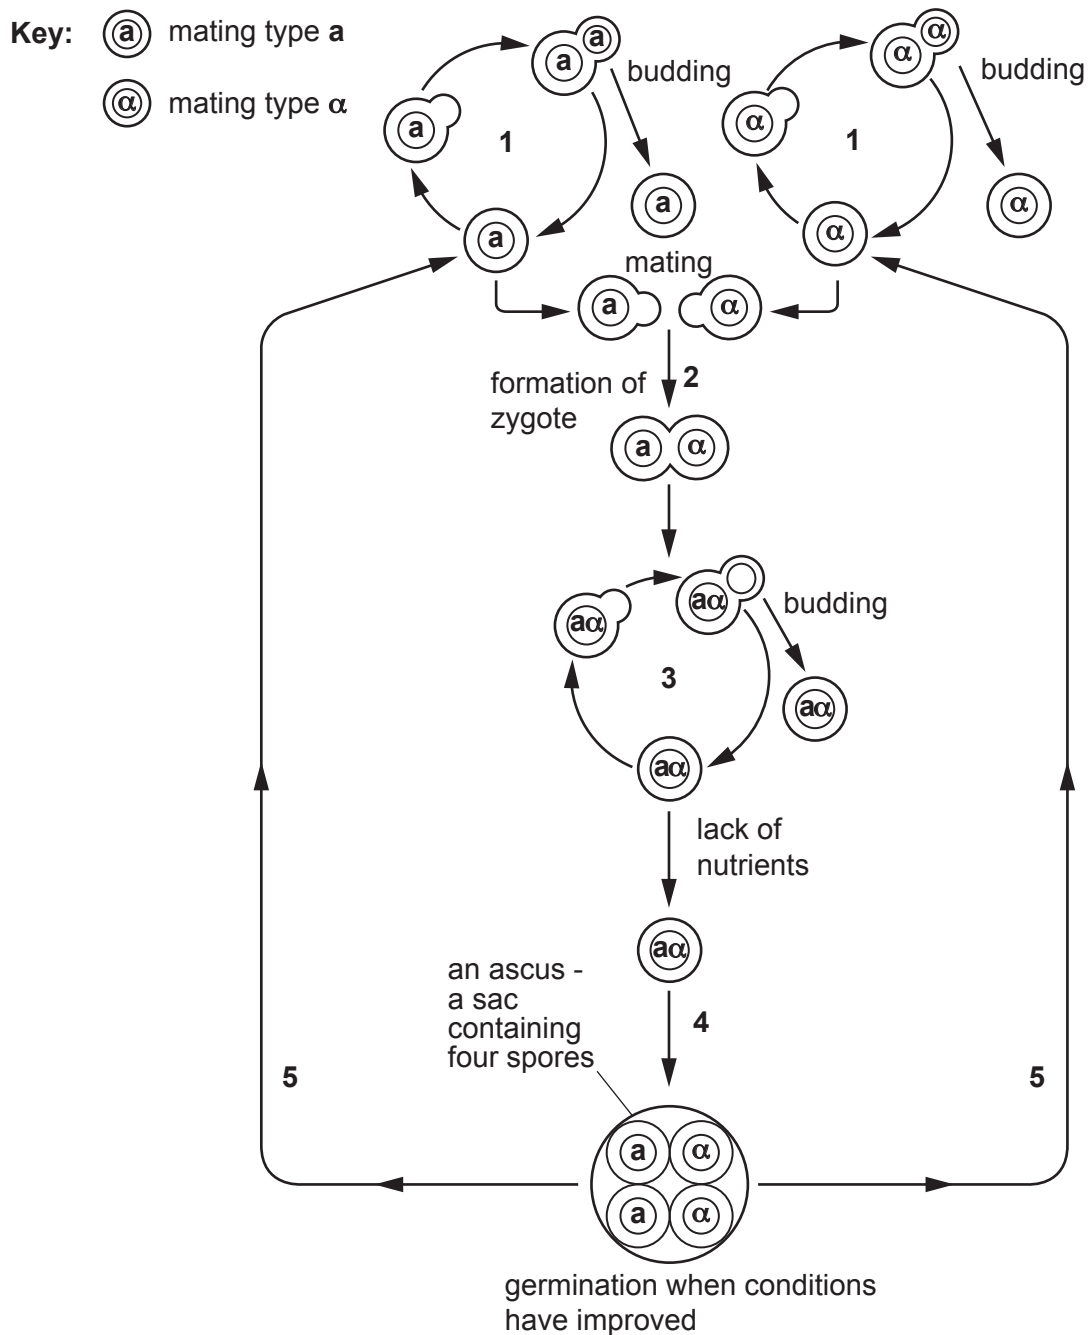 Key:
a mating type a
α mating type α
a
a a
budding
a
1
a
α
α α
budding
α
1
α
mating
a
α
formation of
zygote
2
a α
aα
aα
budding
3
aα
aα
lack of
nutrients
aα
an ascus -
a sac
containing
four spores
4
5
5
a α
a α
germination when conditions
have improved